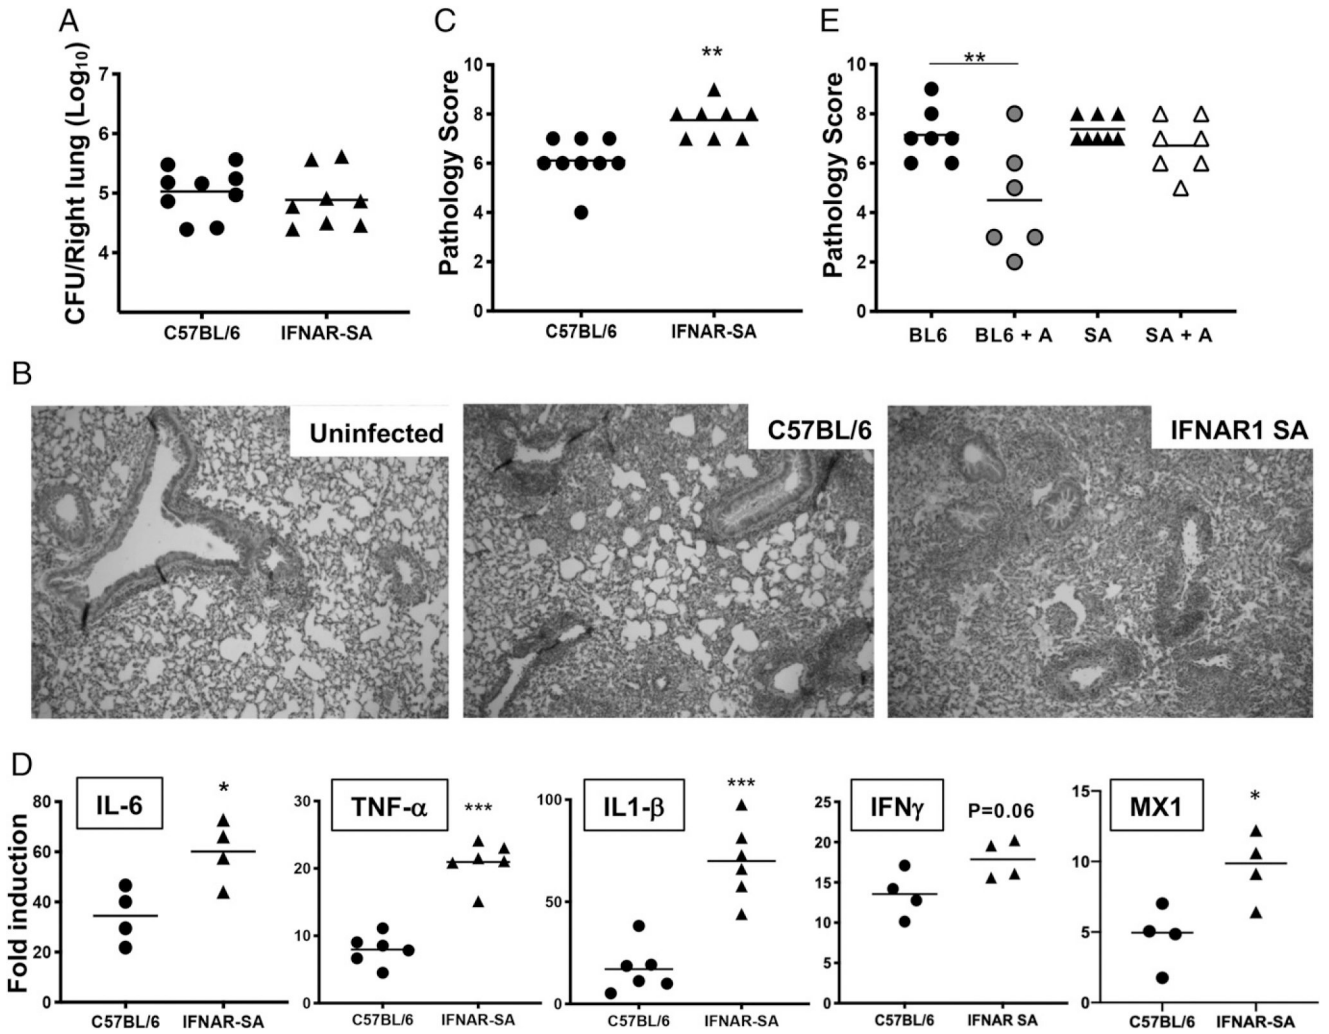 A
CFU/Right lung (Log10)
7
6
5
4
C57BL/6 IFNAR-SA
C
Pathology Score
10
8
6
4
2
0
**
C57BL/6 IFNAR-SA
E
Pathology Score
10
8
6
4
2
0
**
BL6 BL6 + A SA SA + A
B
Uninfected
C57BL/6
IFNAR1 SA
D
Fold induction
IL-6
80
60
40
20
0
*
C57BL/6 IFNAR-SA
TNF-α
30
20
10
0
***
C57BL/6 IFNAR-SA
IL1-β
100
50
0
***
C57BL/6 IFNAR-SA
IFNγ
25
20
15
10
5
0
P=0.06
C57BL/6 IFNAR SA
MX1
15
10
5
0
*
C57BL/6 IFNAR-SA